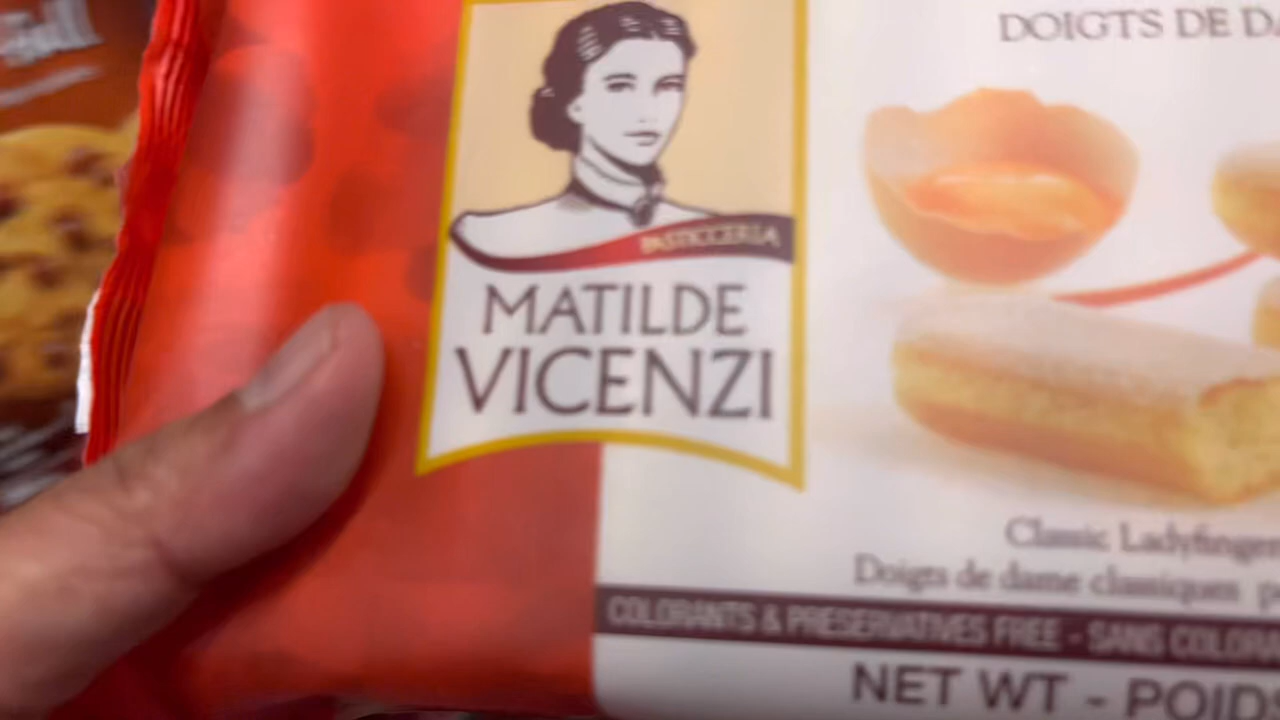 DOIGTS DE DA
PASTICCERIA
MATILDE
VICENZI
Classic Ladyfinger
Doigts de dame classiques p
COLORANTS & PRESERVATIVES FREE - SANS COLORA
NET WT - POIDS